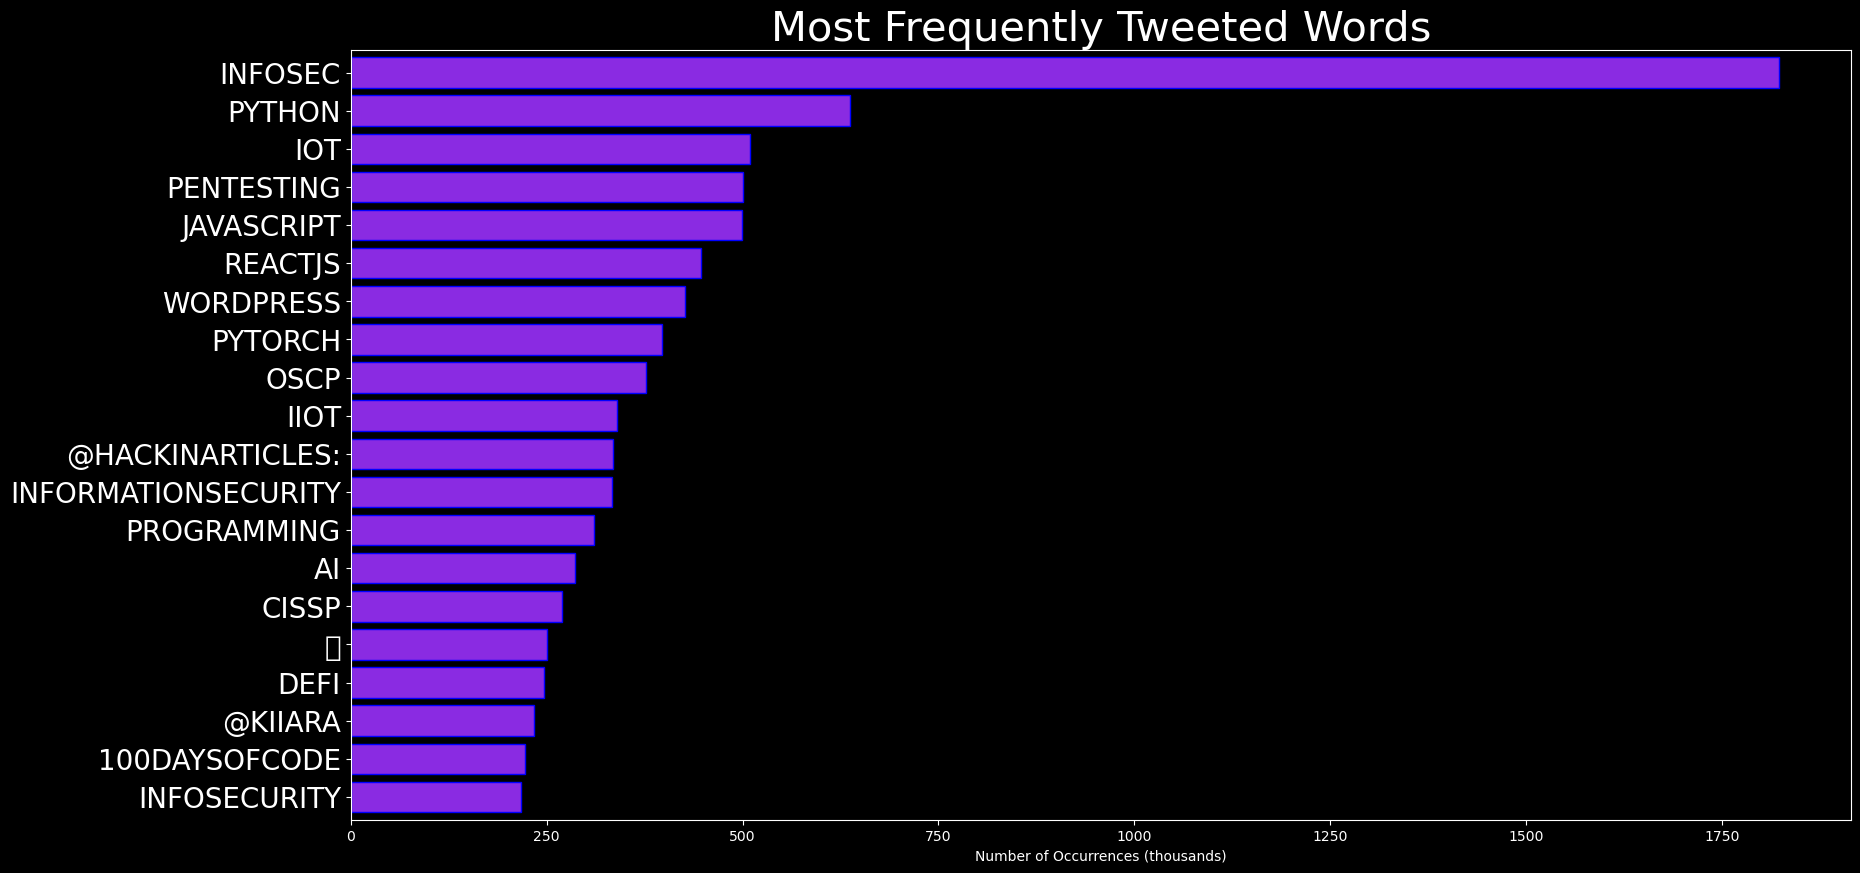 Most Frequently Tweeted Words
INFOSEC
PYTHON
IOT
PENTESTING
JAVASCRIPT
REACTJS
WORDPRESS
PYTORCH
OSCP
IIOT
@HACKINARTICLES:
INFORMATIONSECURITY
PROGRAMMING
AI
CISSP
DEFI
@KIIARA
100DAYSOFCODE
INFOSECURITY
0 250 500 750 1000 1250 1500 1750
Number of Occurrences (thousands)